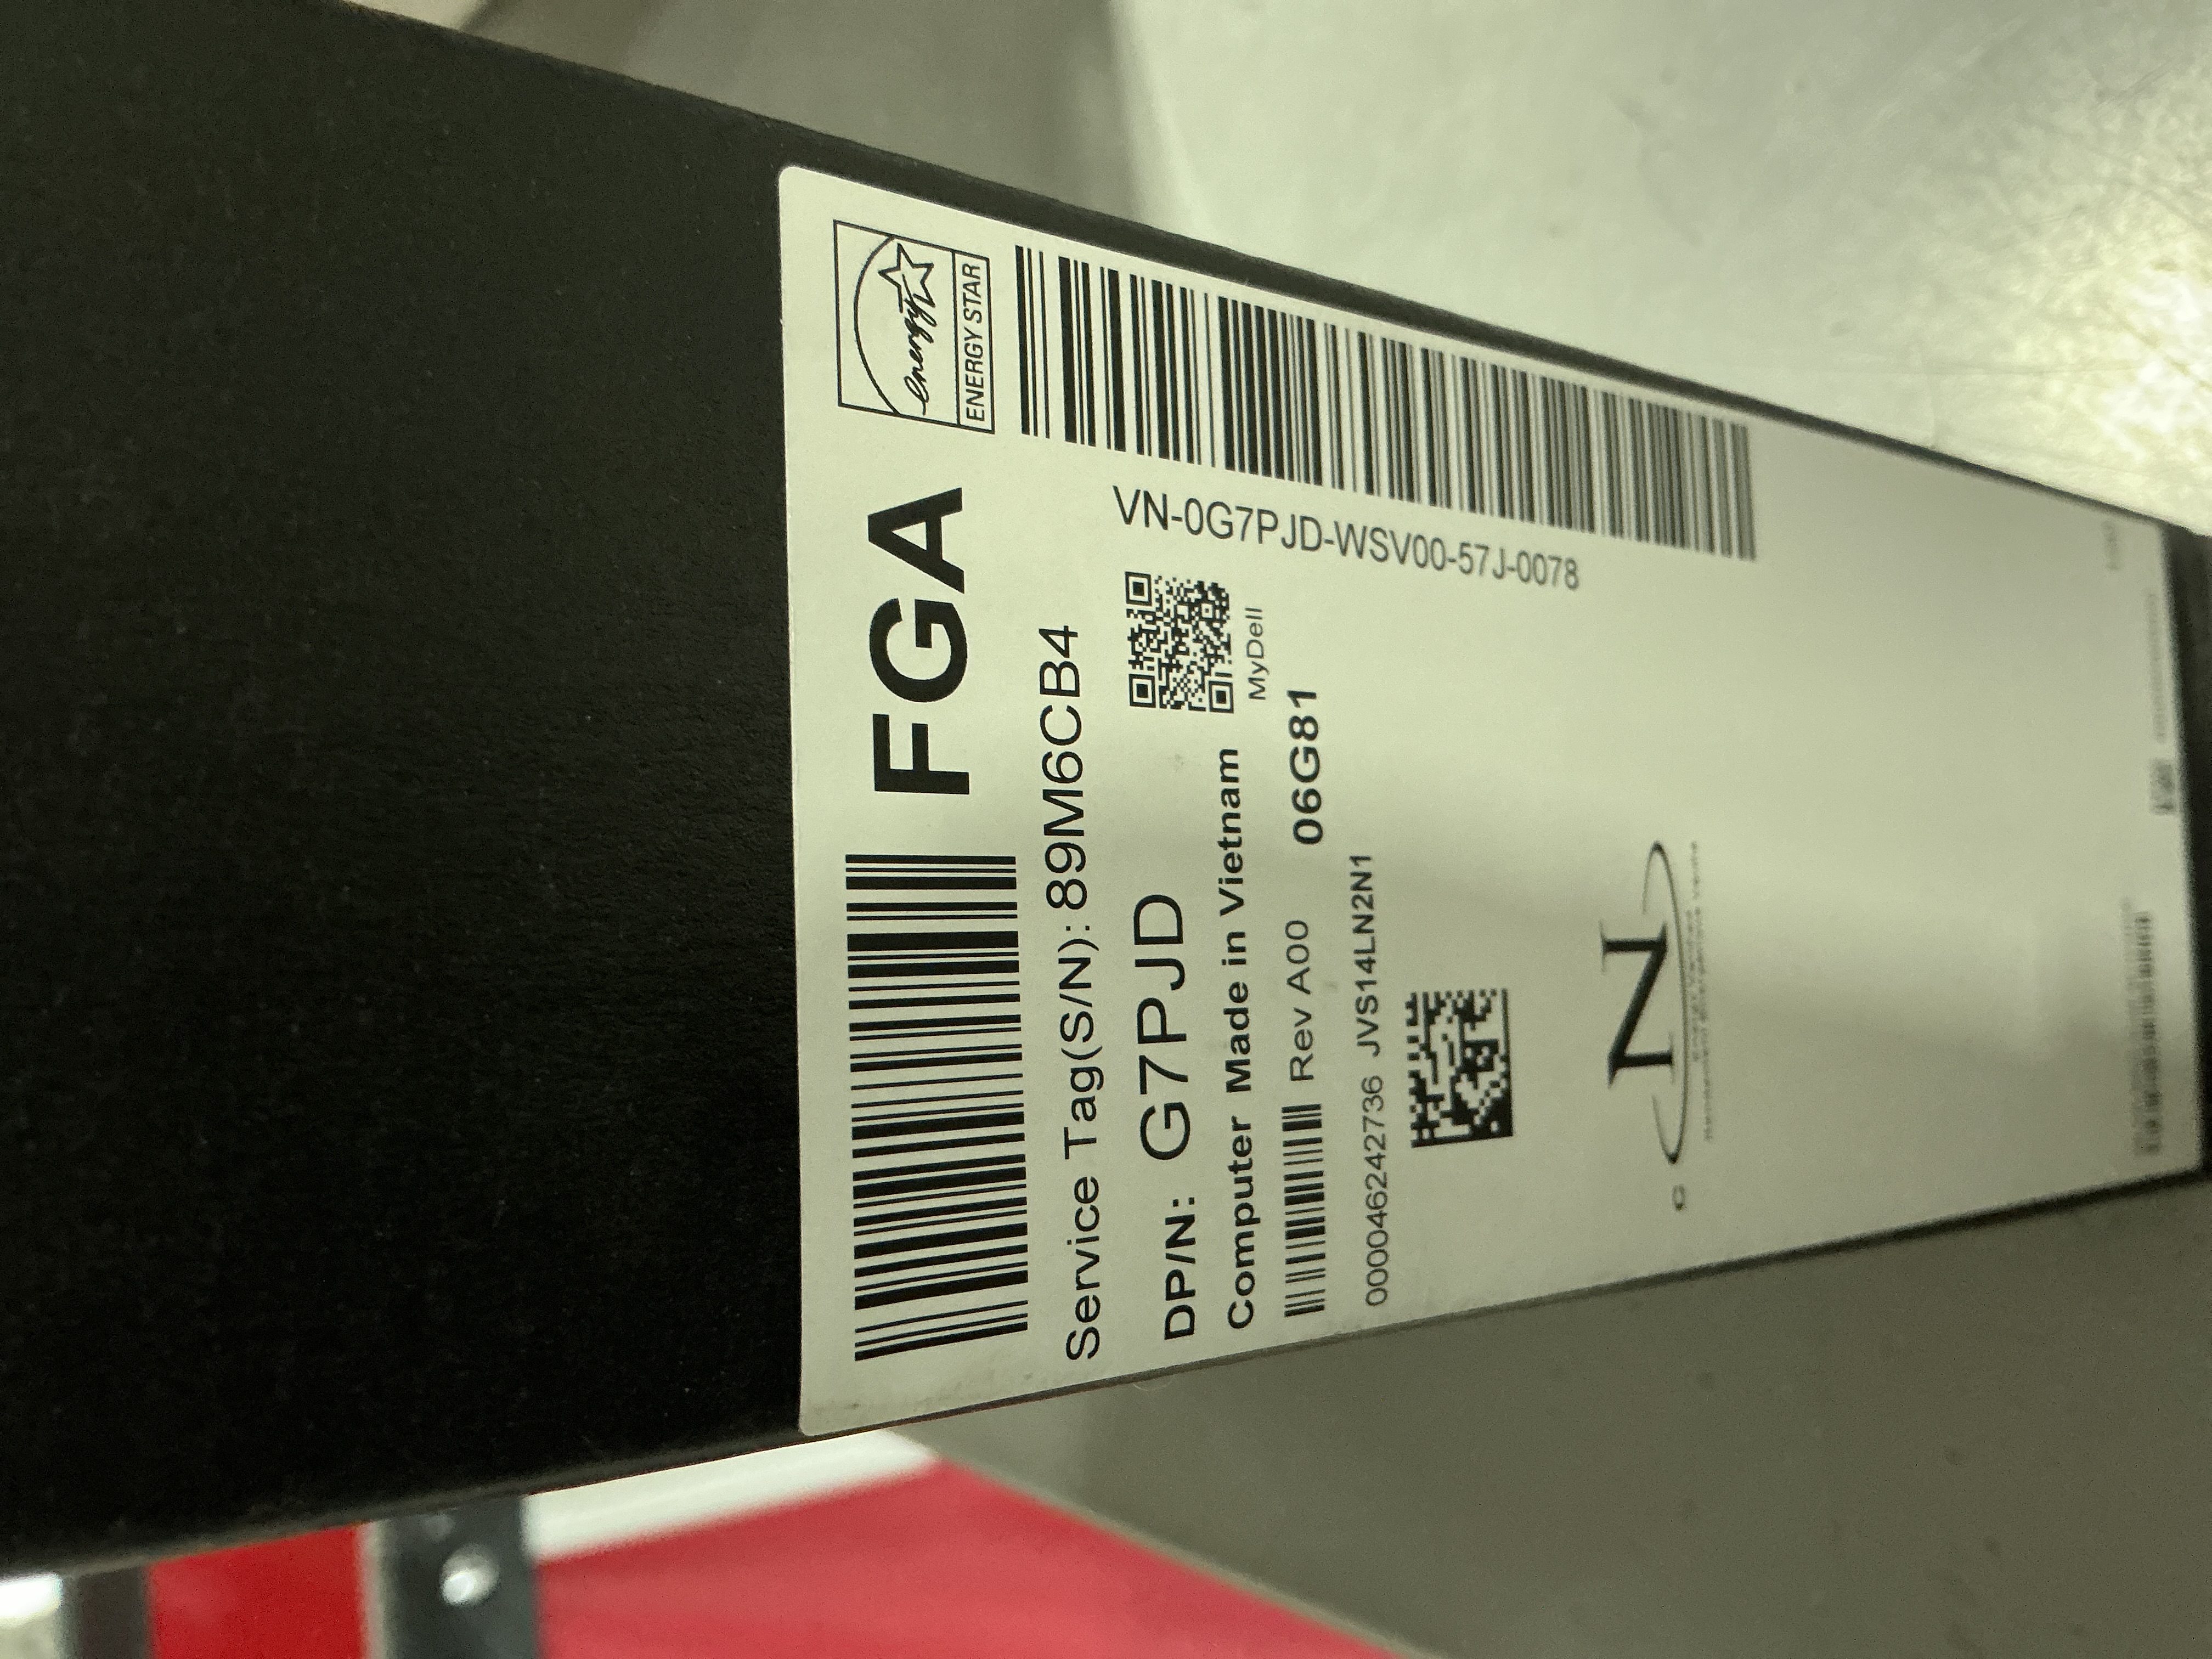 FGA
energy
ENERGY STAR
Service Tag(S/N): 89M6CB4
DP/N: G7PJD
MyDell
VN-0G7PJD-WSV00-57J-0078
Computer Made in Vietnam
Rev A00 06G81
000046242736 JVS14LN2N1
N